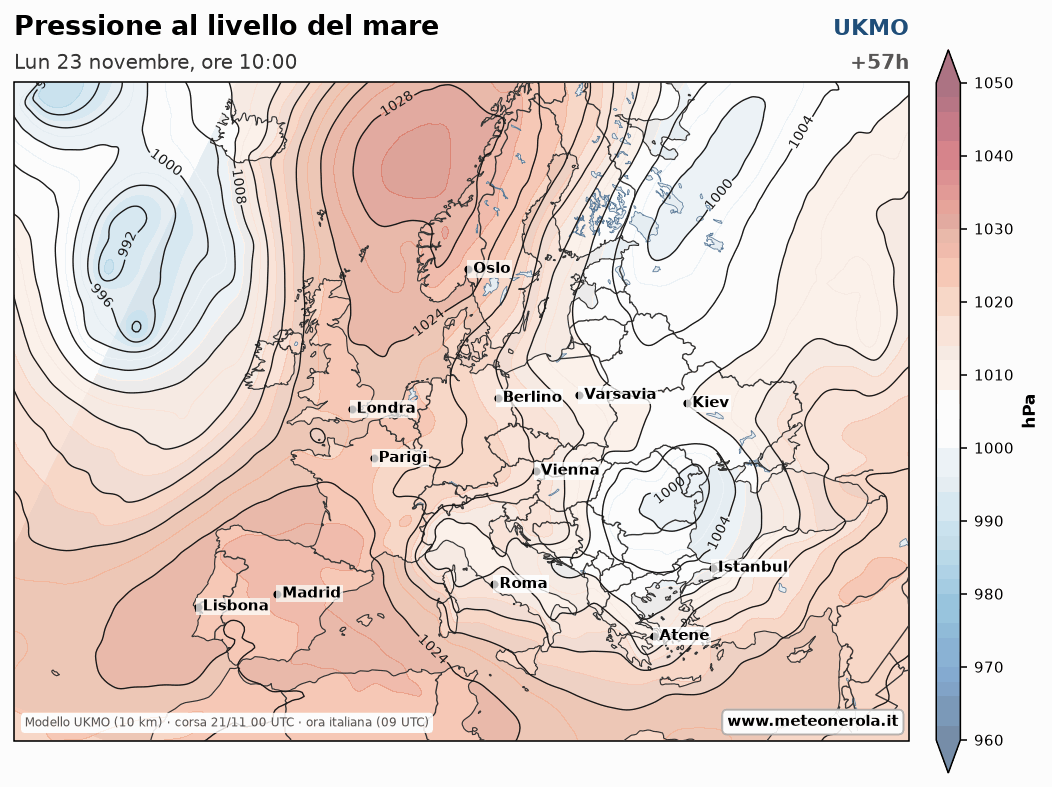 Pressione al livello del mare
UKMO
Lun 23 novembre, ore 10:00
+57h
1028
1000
1008
1004
1000
992
996
Oslo
1024
Berlino
Varsavia
Kiev
Londra
Parigi
Vienna
1000
1004
Istanbul
Roma
Madrid
Lisbona
Atene
1024
Modello UKMO (10 km) · corsa 21/11 00 UTC · ora italiana (09 UTC)
www.meteonerola.it
1050
1040
1030
1020
1010
1000
990
980
970
960
hPa